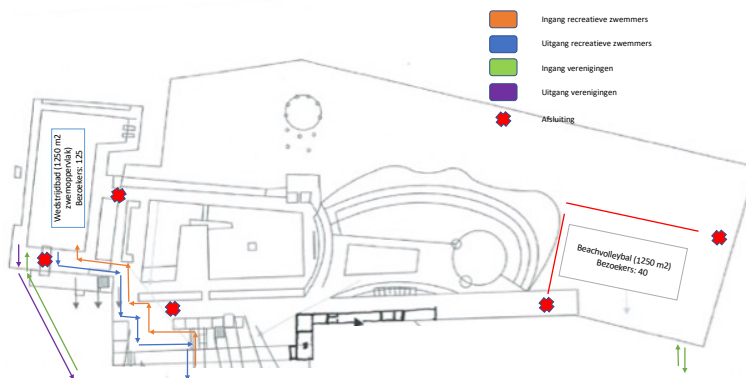 Ingang recreatieve zwemmers
Uitgang recreatieve zwemmers
Ingang verenigingen
Uitgang verenigingen
Afsluiting
Wedstrijdbad (1250 m2
zwemoppervlak)
Bezoekers: 125
Beachvolleybal (1250 m2)
Bezoekers: 40